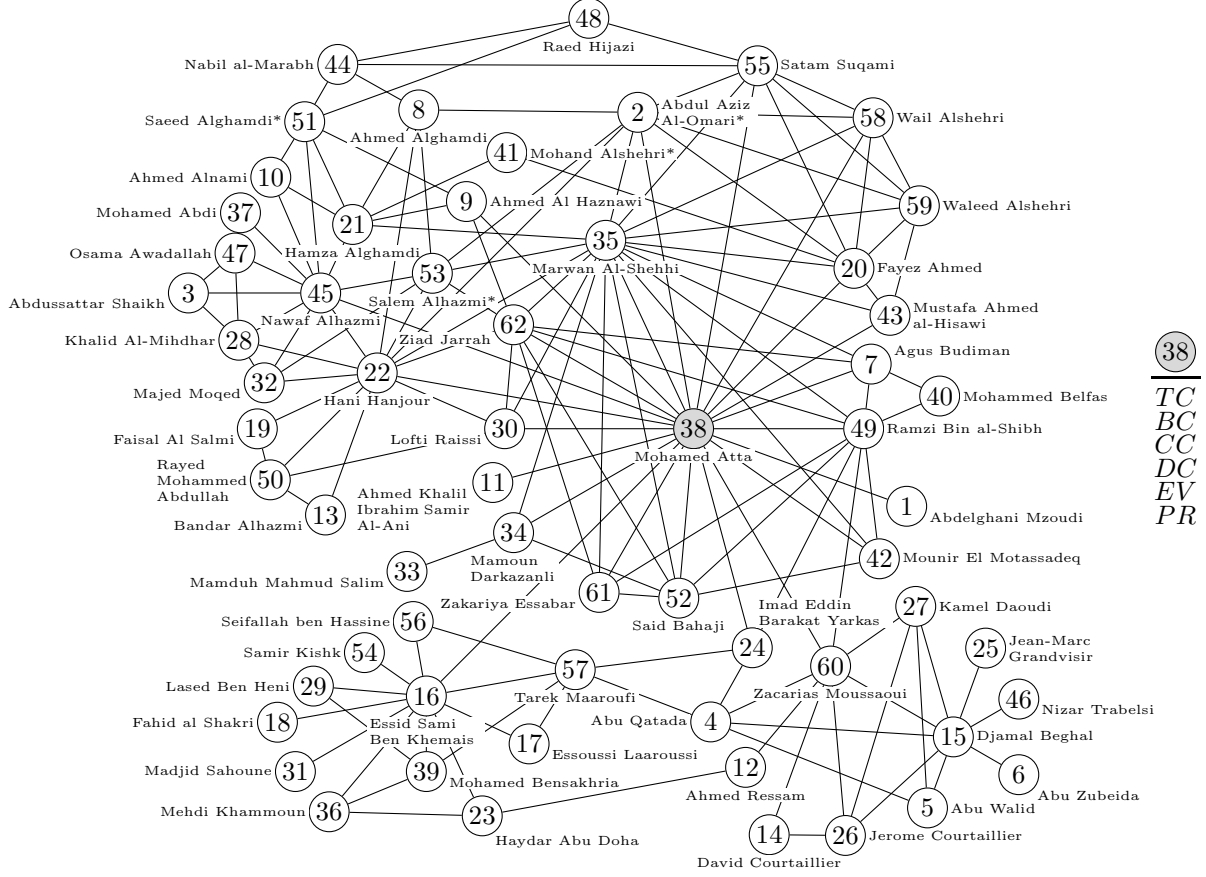 48
Raed Hijazi
Nabil al-Marabh 44
55 Satam Suqami
Saeed Alghamdi* 51
8
Ahmed Alghamdi
2 Abdul Aziz
Al-Omari*
58 Wail Alshehri
41 Mohand Alshehri*
Ahmed Alnami 10
9 Ahmed Al Haznawi
59 Waleed Alshehri
Mohamed Abdi 37
21
Hamza Alghamdi
35
Marwan Al-Shehhi
Osama Awadallah 47
53
Salem Alhazmi*
20 Fayez Ahmed
Abdussattar Shaikh 3
45
Nawaf Alhazmi
43 Mustafa Ahmed
al-Hisawi
Khalid Al-Mihdhar 28
Ziad Jarrah 62
Agus Budiman
7
Majed Moqed 32
22
Hani Hanjour
40 Mohammed Belfas
Faisal Al Salmi 19
Lofti Raissi 30
38
Mohamed Atta
49 Ramzi Bin al-Shibh
Rayed
Mohammed
Abdullah
50
Bandar Alhazmi 13
Ahmed Khalil
Ibrahim Samir
Al-Ani
11
1
Abdelghani Mzoudi
34
Mamoun
Darkazanli
42 Mounir El Motassadeq
Mamduh Mahmud Salim 33
Zakariya Essabar 61
52
Said Bahaji
Imad Eddin
Barakat Yarkas
24
27 Kamel Daoudi
Seifallah ben Hassine 56
Samir Kishk 54
25 Jean-Marc
Grandvisir
57
Tarek Maaroufi
60
Zacarias Moussaoui
Lased Ben Heni 29
16
Essid Sami
Ben Khemais
46 Nizar Trabelsi
Fahid al Shakri 18
Abu Qatada 4
15 Djamal Beghal
17 Essoussi Laaroussi
Madjid Sahoune 31
39 Mohamed Bensakhria
12
Ahmed Ressam
6
Abu Zubeida
Mehdi Khammoun 36
23
Haydar Abu Doha
5 Abu Walid
14
David Courtaillier
26 Jerome Courtaillier
38
TC
BC
CC
DC
EV
PR